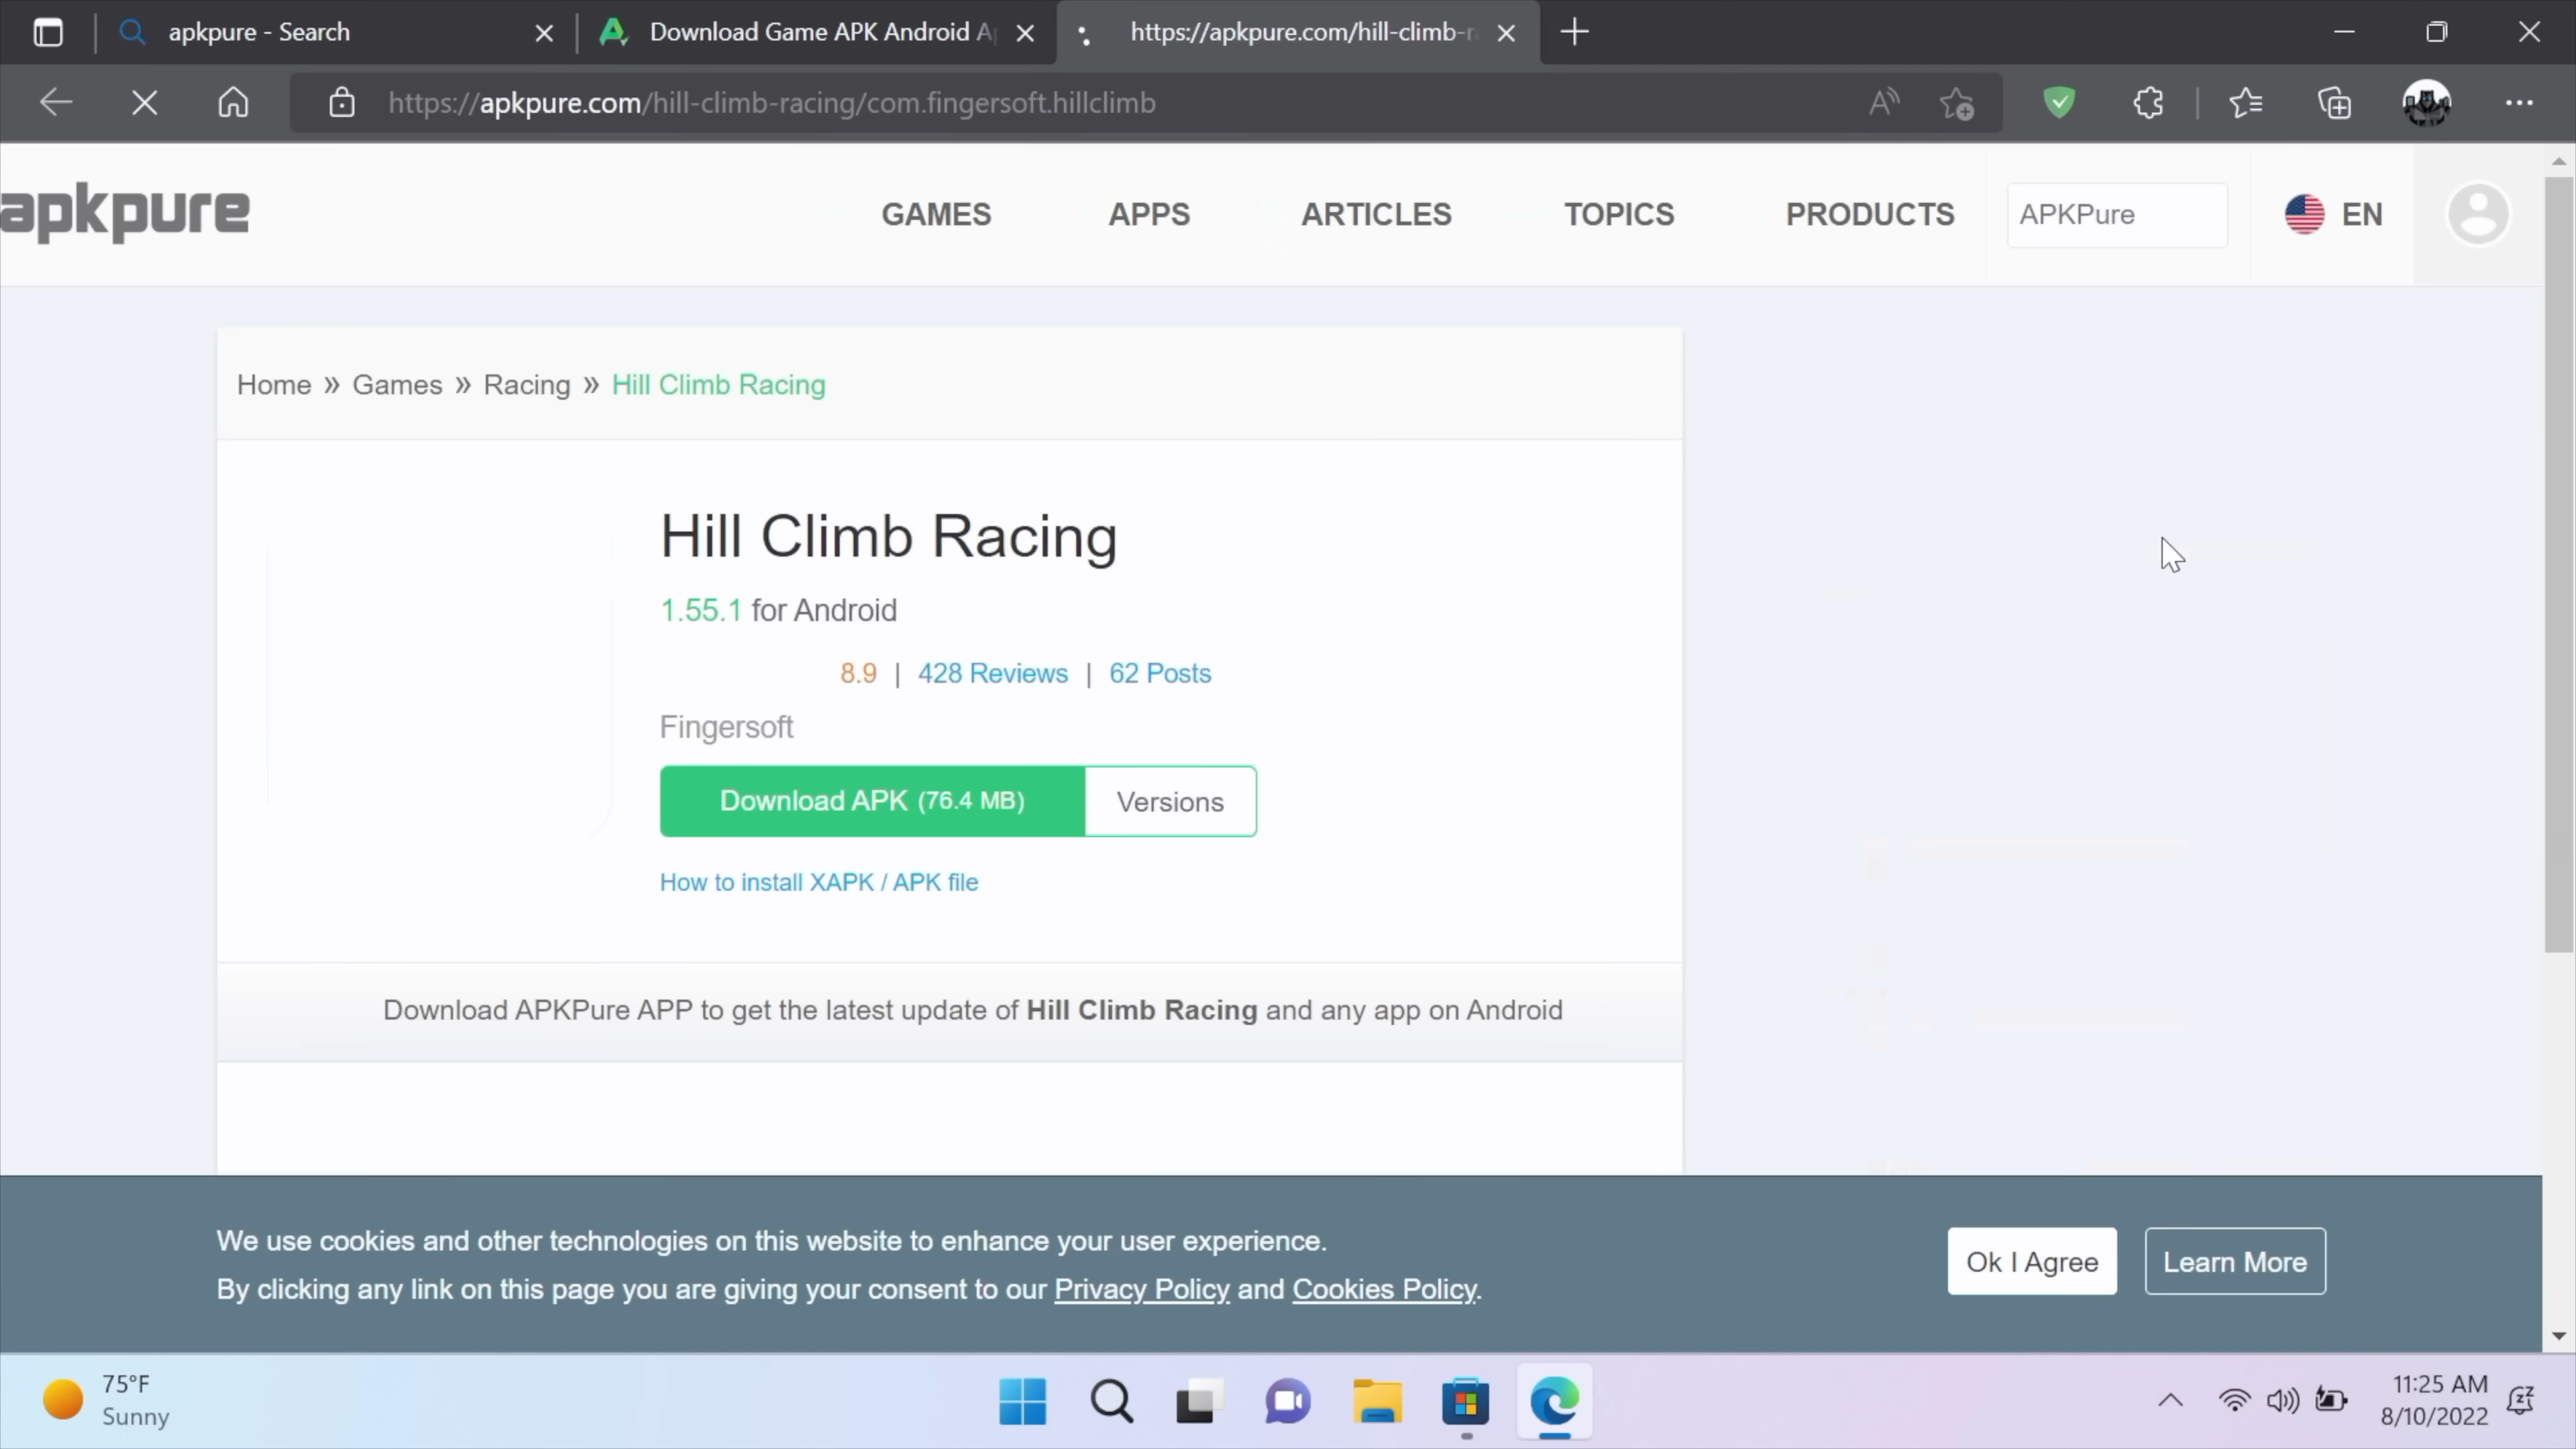 apkpure - Search
Download Game APK Android A
https://apkpure.com/hill-climb-r
https://apkpure.com/hill-climb-racing/com.fingersoft.hillclimb
apkpure
GAMES
APPS
ARTICLES
TOPICS
PRODUCTS
APKPure
EN
Home » Games » Racing » Hill Climb Racing
Hill Climb Racing
1.55.1 for Android
8.9 | 428 Reviews | 62 Posts
Fingersoft
Download APK (76.4 MB)
Versions
How to install XAPK / APK file
Download APKPure APP to get the latest update of Hill Climb Racing and any app on Android
We use cookies and other technologies on this website to enhance your user experience.
By clicking any link on this page you are giving your consent to our Privacy Policy and Cookies Policy.
Ok I Agree
Learn More
75°F
Sunny
11:25 AM
8/10/2022